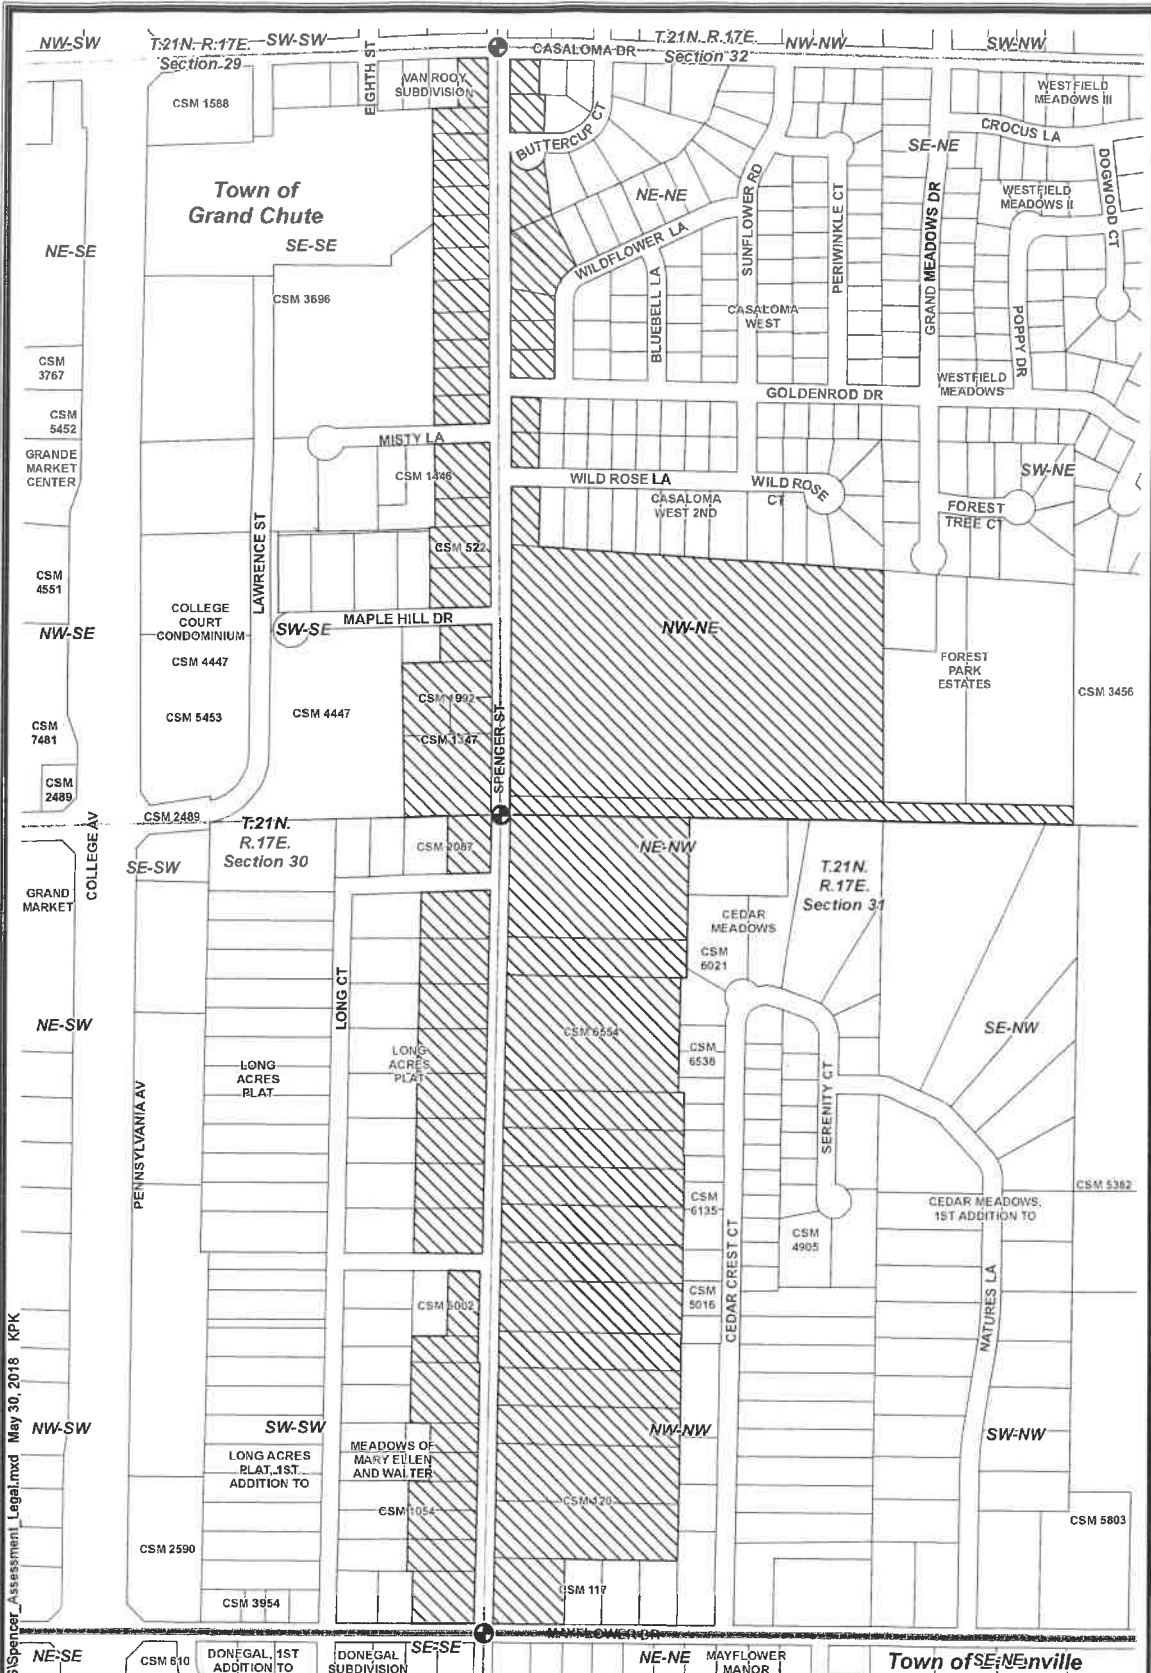 NW-SW
T.21N. R.17E.
Section 29
SW-SW
EIGHTH ST
CASALOMA DR
T.21N. R.17E.
Section 32
NW-NW
SW-NW
VAN ROOY
SUBDIVISION
CSM 1588
WESTFIELD
MEADOWS III
CROCUS LA
BUTTERCUP CT
SE-NE
DOGWOOD CT
Town of
Grand Chute
NE-NE
WESTFIELD
MEADOWS II
SUNFLOWER RD
PERIWINKLE CT
GRAND MEADOWS DR
NE-SE
SE-SE
WILDFLOWER LA
BLUEBELL LA
CSM 3696
CASALOMA
WEST
POPPY DR
CSM
3767
WESTFIELD
MEADOWS
GOLDENROD DR
CSM
5452
MISTY LA
GRANDE
MARKET
CENTER
CSM 1446
WILD ROSE LA
WILD ROSE
CT
SW-NE
CASALOMA
WEST 2ND
FOREST
TREE CT
LAWRENCE ST
CSM 522
CSM
4551
COLLEGE
COURT
CONDOMINIUM
MAPLE HILL DR
NW-SE
SW-SE
NW-NE
CSM 4447
FOREST
PARK
ESTATES
CSM 3456
CSM 1992
CSM 5453
CSM 4447
CSM
7481
CSM 1347
SPENCER ST
CSM
2489
CSM 2489
COLLEGE AV
T.21N.
R.17E.
Section 30
CSM 2087
NE-NW
SE-SW
T.21N.
R.17E.
Section 31
GRAND
MARKET
CEDAR
MEADOWS
CSM
6021
LONG CT
NE-SW
CSM 6554
SE-NW
CSM
6538
LONG
ACRES
PLAT
LONG
ACRES
PLAT
PENNSYLVANIA AV
SERENITY CT
CSM 5382
CSM
6135
CEDAR MEADOWS,
1ST ADDITION TO
CSM
4905
CEDAR CREST CT
CSM 5002
CSM
5016
NATURES LA
NW-SW
SW-SW
NW-NW
SW-NW
MEADOWS OF
MARY ELLEN
AND WALTER
LONG ACRES
PLAT, 1ST
ADDITION TO
CSM 1054
CSM 120
CSM 5803
CSM 2590
CSM 117
CSM 3954
MAYFLOWER DR
NE-SE
CSM 610
DONEGAL, 1ST
ADDITION TO
DONEGAL
SUBDIVISION
SE-SE
NE-NE
MAYFLOWER
MANOR
SE-NE
Town of
Spencer_Assessment_Legal.mxd May 30, 2018 KPK